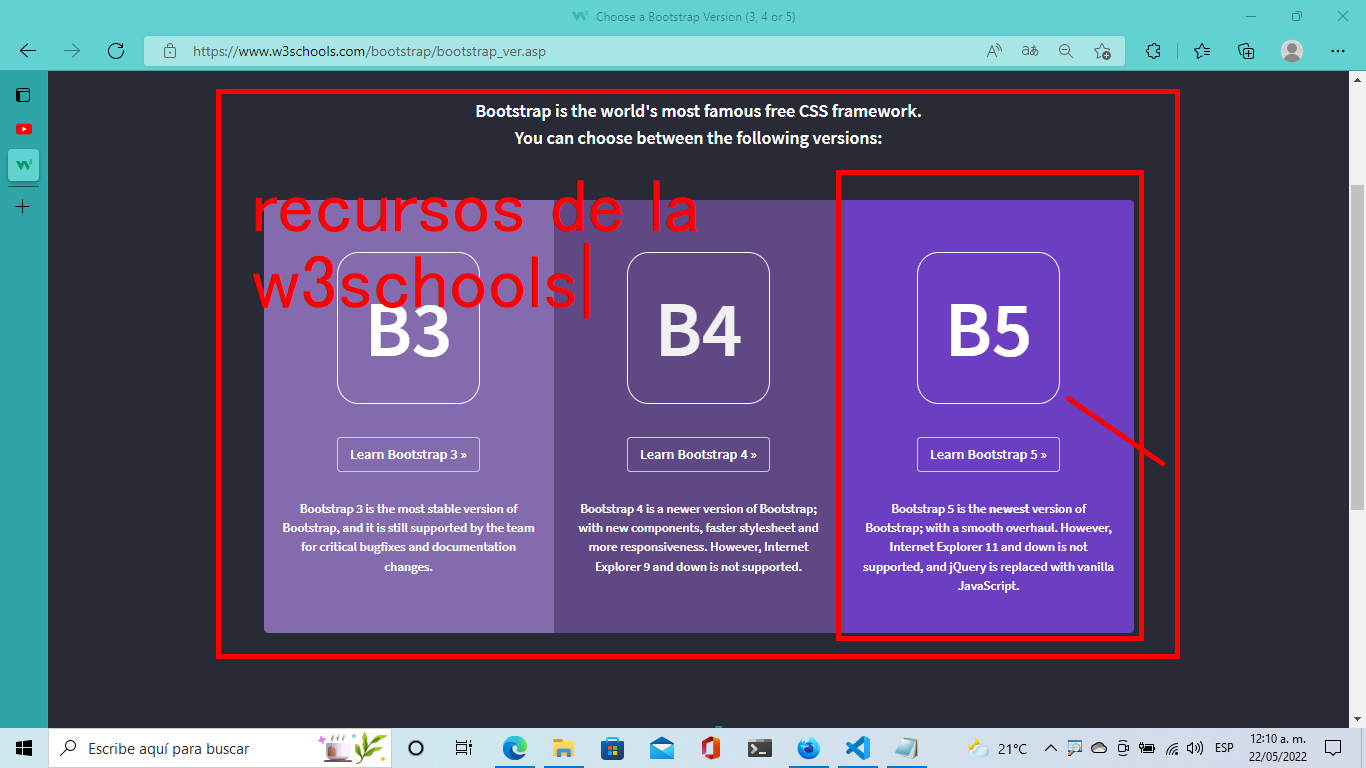 Choose a Bootstrap Version (3, 4 or 5)
https://www.w3schools.com/bootstrap/bootstrap_ver.asp
Bootstrap is the world's most famous free CSS framework.
You can choose between the following versions:
recursos de la
w3schools
B3
Learn Bootstrap 3 »
Bootstrap 3 is the most stable version of
Bootstrap, and it is still supported by the team
for critical bugfixes and documentation
changes.
B4
Learn Bootstrap 4 »
Bootstrap 4 is a newer version of Bootstrap;
with new components, faster stylesheet and
more responsiveness. However, Internet
Explorer 9 and down is not supported.
B5
Learn Bootstrap 5 »
Bootstrap 5 is the newest version of
Bootstrap; with a smooth overhaul. However,
Internet Explorer 11 and down is not
supported, and jQuery is replaced with vanilla
JavaScript.
Escribe aquí para buscar
21°C
ESP
12:10 a. m.
22/05/2022